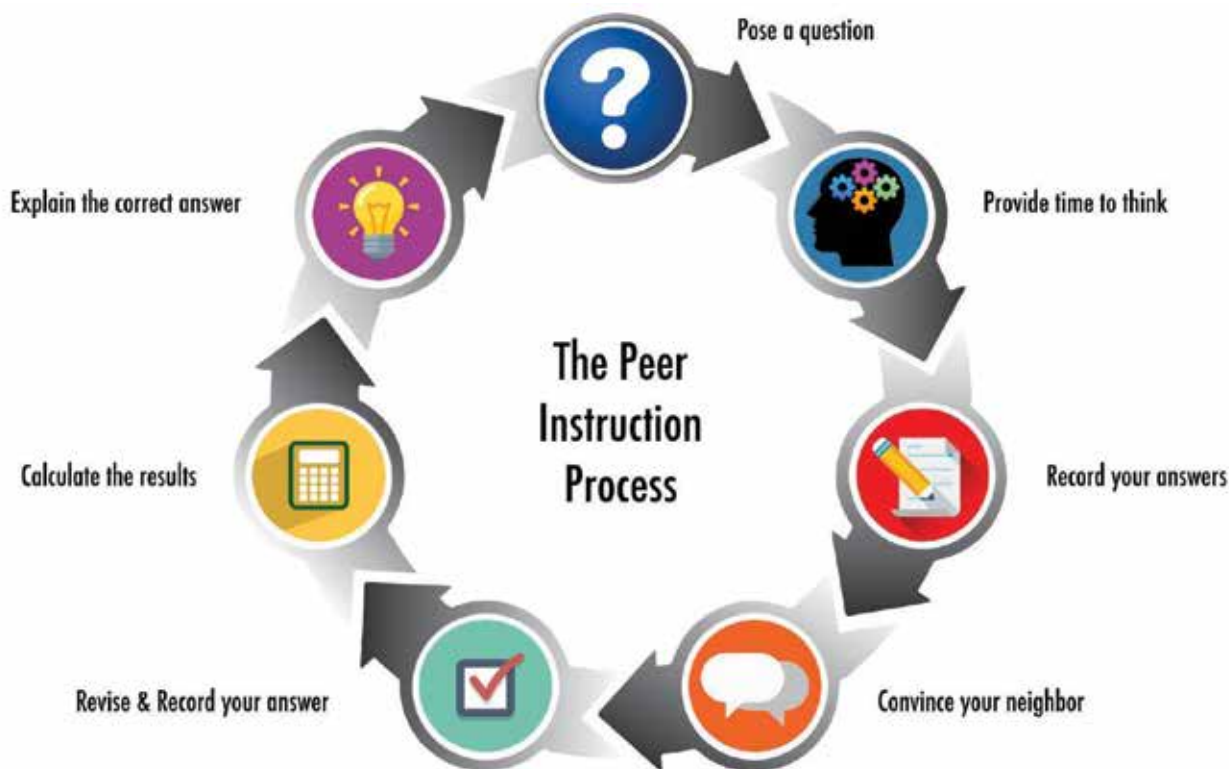 Pose a question
Provide time to think
Record your answers
Convince your neighbor
Revise & Record your answer
Calculate the results
Explain the correct answer
The Peer
Instruction
Process
?